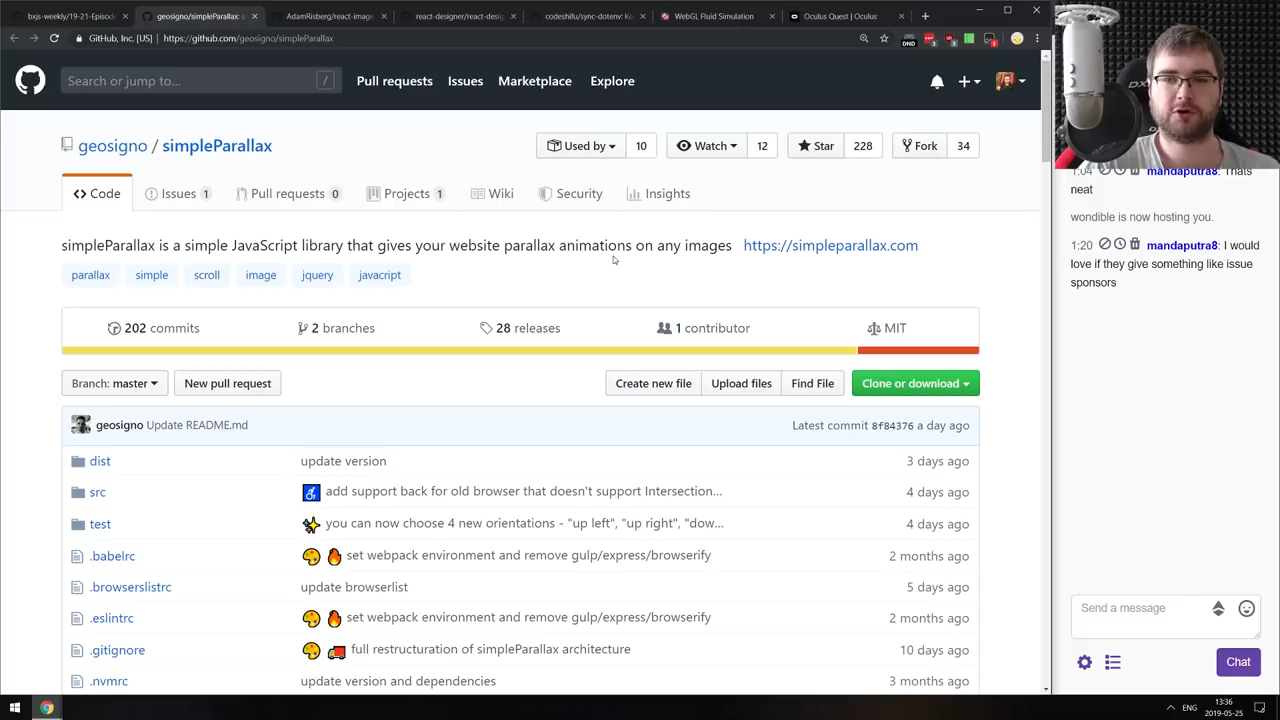 bxjs-weekly/19-21-Episode
geosigno/simpleParallax: s
AdamRisberg/react-imag
react-designer/react-desig
codeshifu/sync-dotenv: Ke
WebGL Fluid Simulation
Oculus Quest | Oculus
GitHub, Inc. [US] | https://github.com/geosigno/simpleParallax
Search or jump to...
/
Pull requests
Issues
Marketplace
Explore
geosigno / simpleParallax
Used by
10
Watch
12
Star
228
Fork
34
Code
Issues 1
Pull requests 0
Projects 1
Wiki
Security
Insights
simpleParallax is a simple JavaScript library that gives your website parallax animations on any images https://simpleparallax.com
parallax
simple
scroll
image
jquery
javacript
202 commits
2 branches
28 releases
1 contributor
MIT
Branch: master
New pull request
Create new file
Upload files
Find File
Clone or download
geosigno Update README.md
Latest commit 8f84376 a day ago
dist
update version
3 days ago
src
add support back for old browser that doesn't support Intersection...
4 days ago
test
you can now choose 4 new orientations - "up left", "up right", "dow...
4 days ago
.babelrc
set webpack environment and remove gulp/express/browserify
2 months ago
.browserslistrc
update browserlist
5 days ago
.eslintrc
set webpack environment and remove gulp/express/browserify
2 months ago
.gitignore
full restructuration of simpleParallax architecture
10 days ago
.nvmrc
update version and dependencies
3 months ago
1:04 mandaputra8: Thats
neat
wondible is now hosting you.
1:20 mandaputra8: I would
love if they give something like issue
sponsors
Send a message
Chat
ENG
13:36
2019-05-25